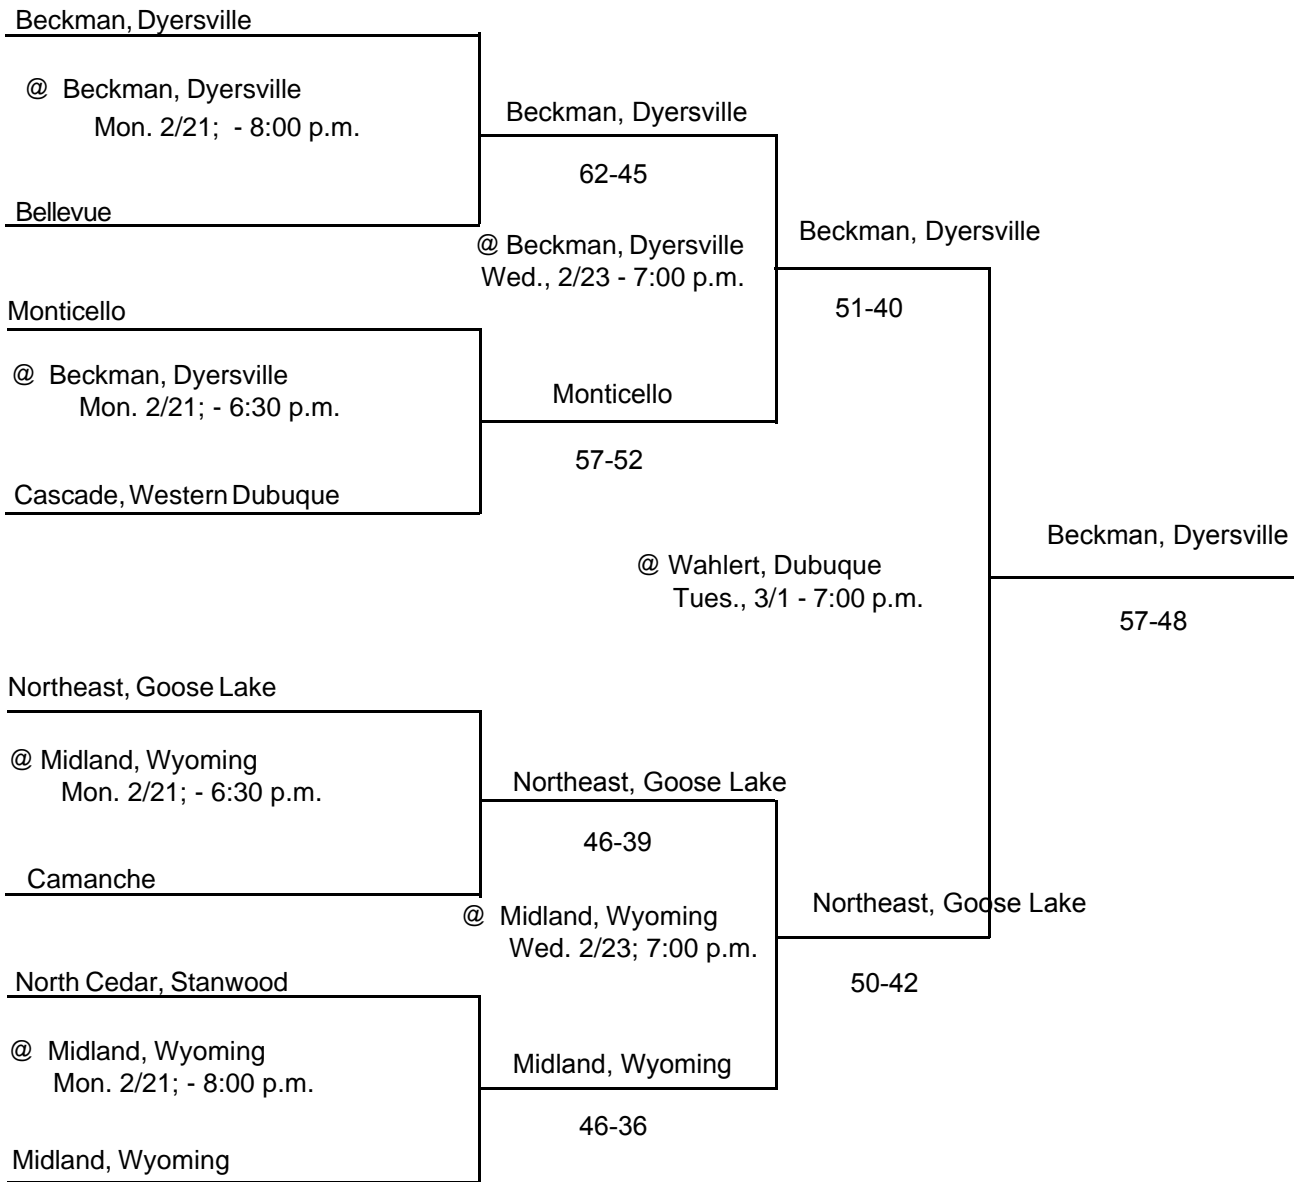 Beckman, Dyersville
@ Beckman, Dyersville
Mon. 2/21; - 8:00 p.m.
Bellevue
Beckman, Dyersville
62-45
@ Beckman, Dyersville
Wed., 2/23 - 7:00 p.m.
Beckman, Dyersville
51-40
Monticello
@ Beckman, Dyersville
Mon. 2/21; - 6:30 p.m.
Cascade, Western Dubuque
Monticello
57-52
@ Wahlert, Dubuque
Tues., 3/1 - 7:00 p.m.
Beckman, Dyersville
57-48
Northeast, Goose Lake
@ Midland, Wyoming
Mon. 2/21; - 6:30 p.m.
Camanche
Northeast, Goose Lake
46-39
@ Midland, Wyoming
Wed. 2/23; 7:00 p.m.
Northeast, Goose Lake
50-42
North Cedar, Stanwood
@ Midland, Wyoming
Mon. 2/21; - 8:00 p.m.
Midland, Wyoming
Midland, Wyoming
46-36